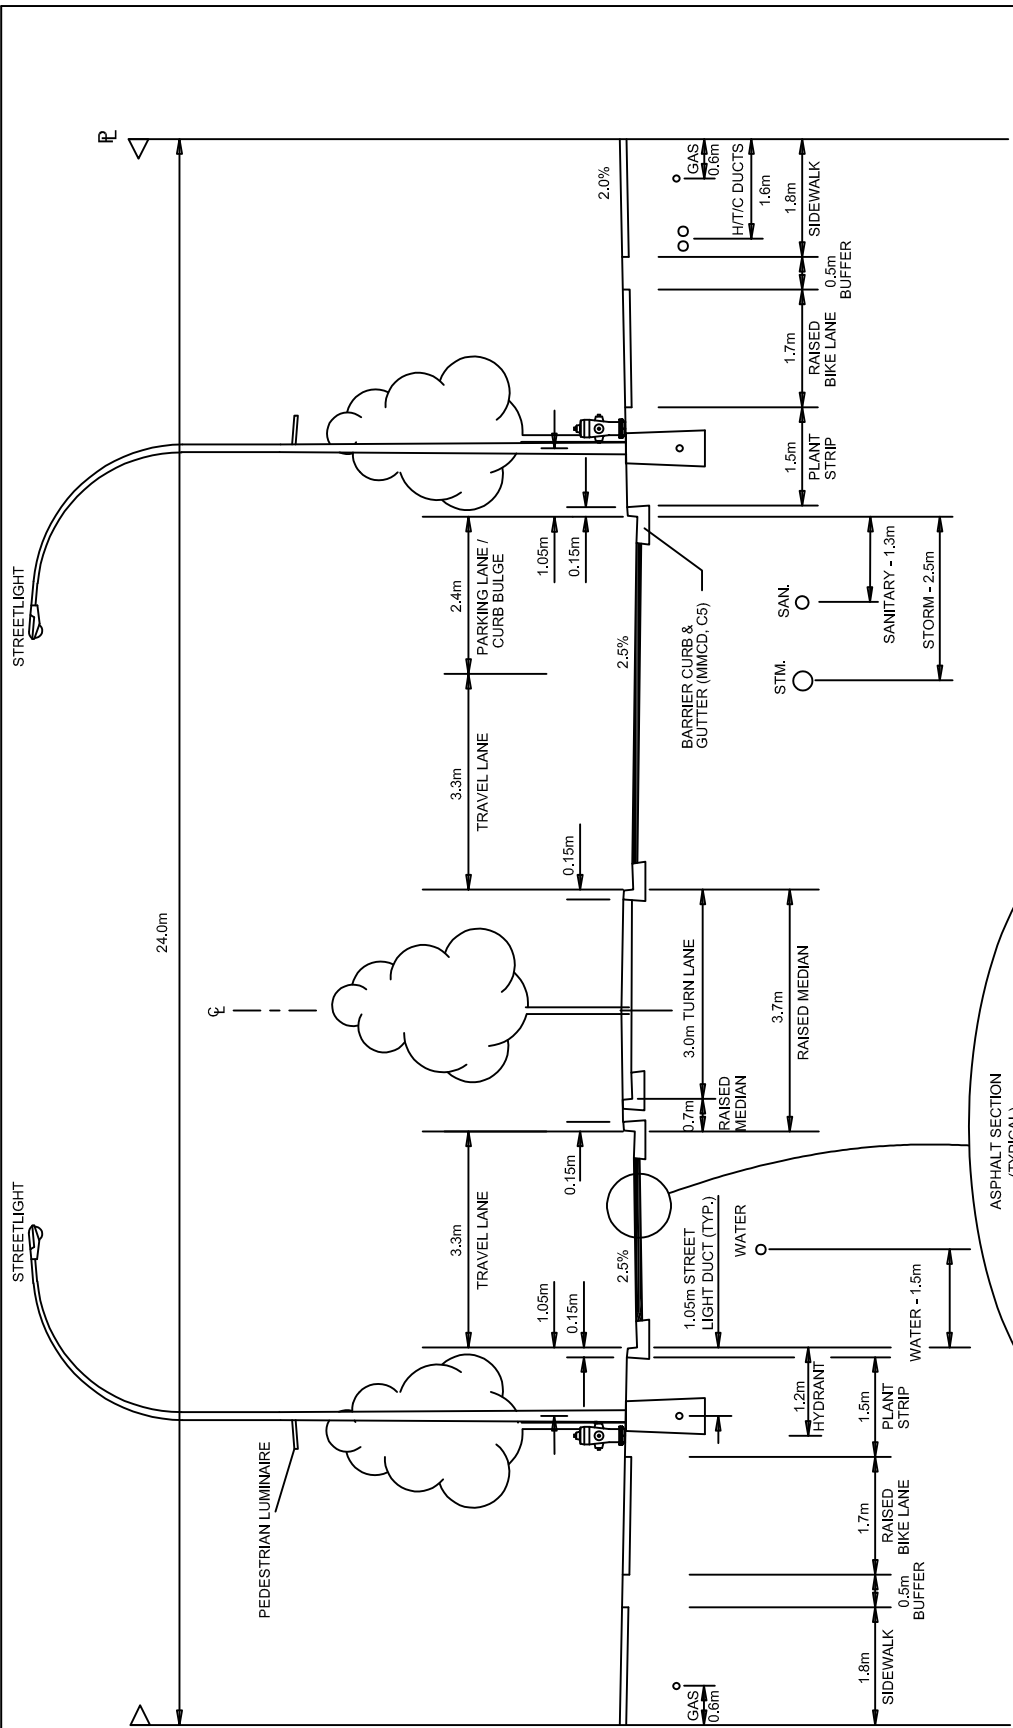 STREETLIGHT
STREETLIGHT
PEDESTRIAN LUMINAIRE
24.0m
PL
CL
3.3m
TRAVEL LANE
3.3m
TRAVEL LANE
2.4m
PARKING LANE /
CURB BULGE
1.05m
0.15m
0.15m
0.15m
1.05m
0.15m
2.5%
2.5%
2.0%
GAS
0.6m
1.05m STREET
LIGHT DUCT (TYP.)
WATER
0.7m
RAISED
MEDIAN
3.0m TURN LANE
3.7m
RAISED MEDIAN
BARRIER CURB &
GUTTER (MMCD, C5)
STM.
SAN.
GAS
0.6m
H/T/C DUCTS
1.6m
1.8m
SIDEWALK
0.5m
BUFFER
1.7m
RAISED
BIKE LANE
1.5m
PLANT
STRIP
SANITARY - 1.3m
STORM - 2.5m
1.2m
HYDRANT
1.8m
SIDEWALK
0.5m
BUFFER
1.7m
RAISED
BIKE LANE
1.5m
PLANT
STRIP
WATER - 1.5m
ASPHALT SECTION
(TYPICAL)